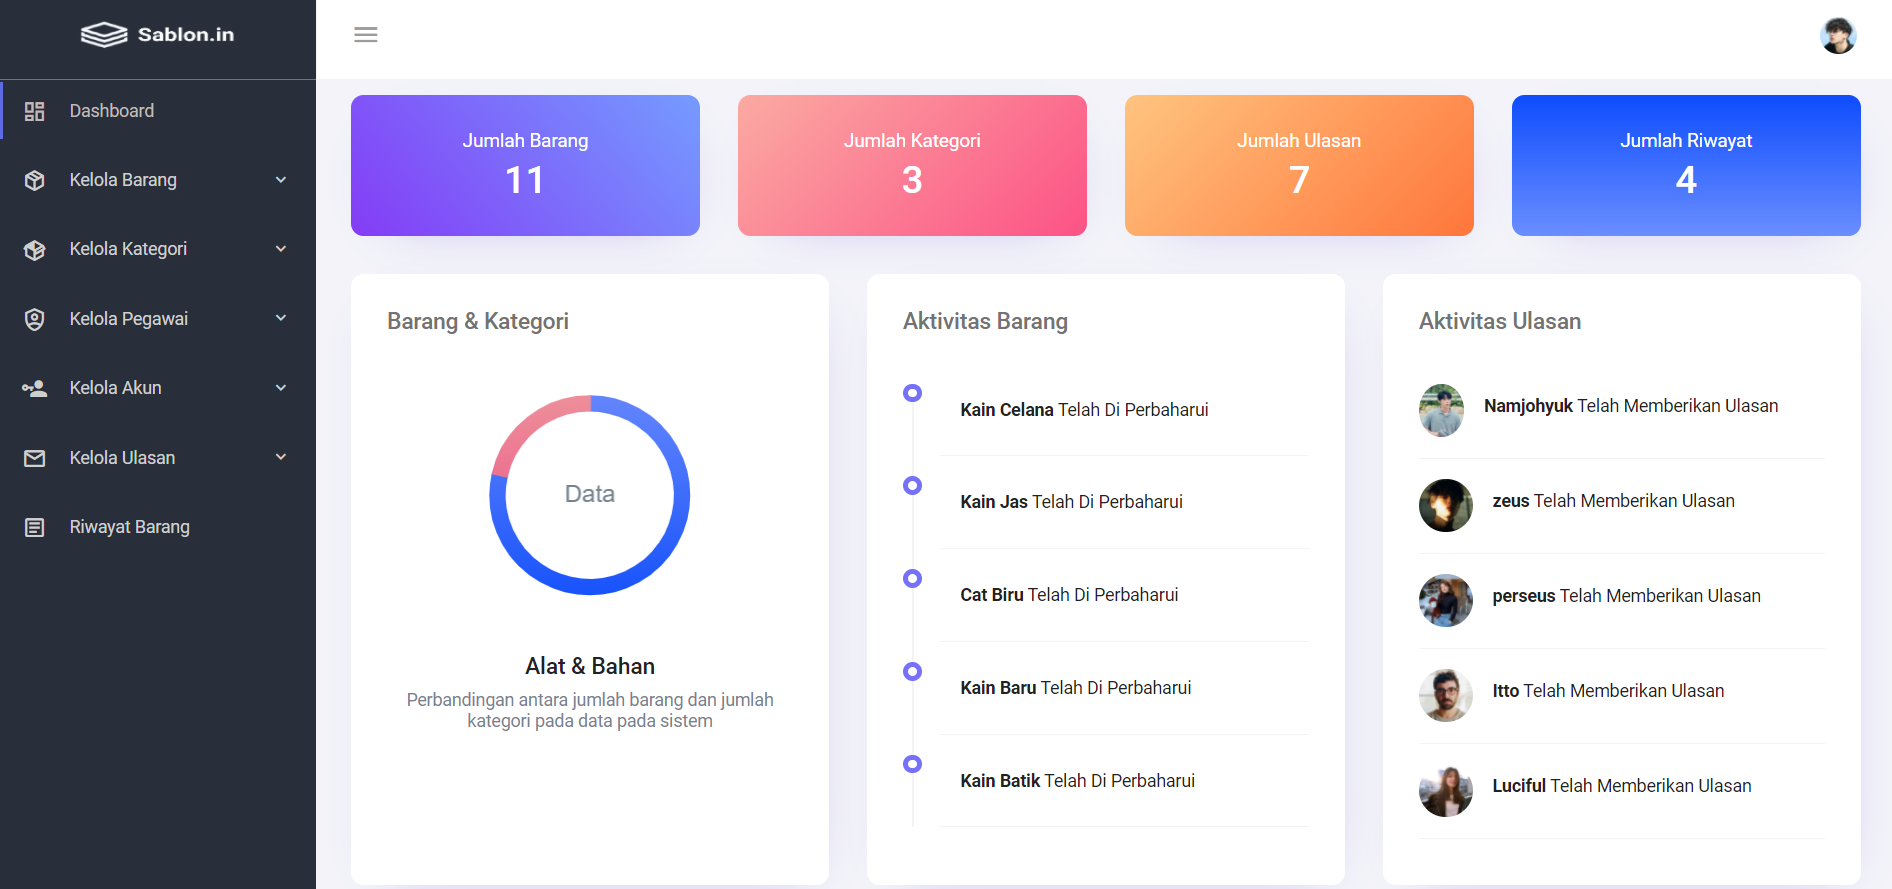 Sablon.in
Dashboard
Kelola Barang
Kelola Kategori
Kelola Pegawai
Kelola Akun
Kelola Ulasan
Riwayat Barang
Jumlah Barang
11
Jumlah Kategori
3
Jumlah Ulasan
7
Jumlah Riwayat
4
Barang & Kategori
Data
Alat & Bahan
Perbandingan antara jumlah barang dan jumlah
kategori pada data pada sistem
Aktivitas Barang
Kain Celana Telah Di Perbaharui
Kain Jas Telah Di Perbaharui
Cat Biru Telah Di Perbaharui
Kain Baru Telah Di Perbaharui
Kain Batik Telah Di Perbaharui
Aktivitas Ulasan
Namjohyuk Telah Memberikan Ulasan
zeus Telah Memberikan Ulasan
perseus Telah Memberikan Ulasan
Itto Telah Memberikan Ulasan
Luciful Telah Memberikan Ulasan